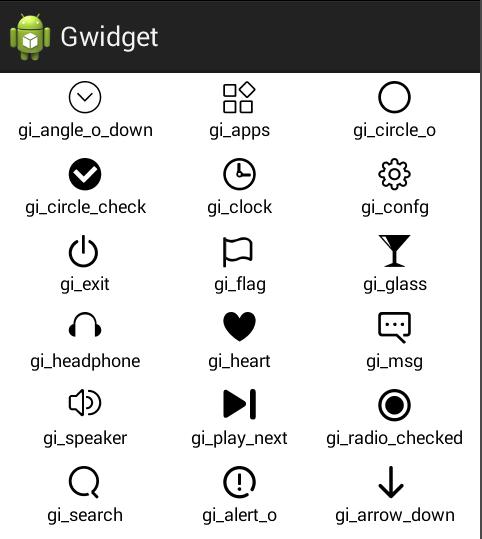 Gwidget
gi_angle_o_down gi_apps gi_circle_o
gi_circle_check gi_clock gi_confg
gi_exit gi_flag gi_glass
gi_headphone gi_heart gi_msg
gi_speaker gi_play_next gi_radio_checked
gi_search gi_alert_o gi_arrow_down